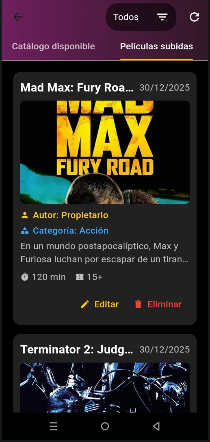 Todos
Catálogo disponible Películas subidas
Mad Max: Fury Roa... 30/12/2025
MAD
MAX
FURY ROAD
Autor: Propietario
Categoría: Acción
En un mundo postapocalíptico, Max y
Furiosa luchan por escapar de un tiran...
120 min 15+
Editar Eliminar
Terminator 2: Judg... 30/12/2025